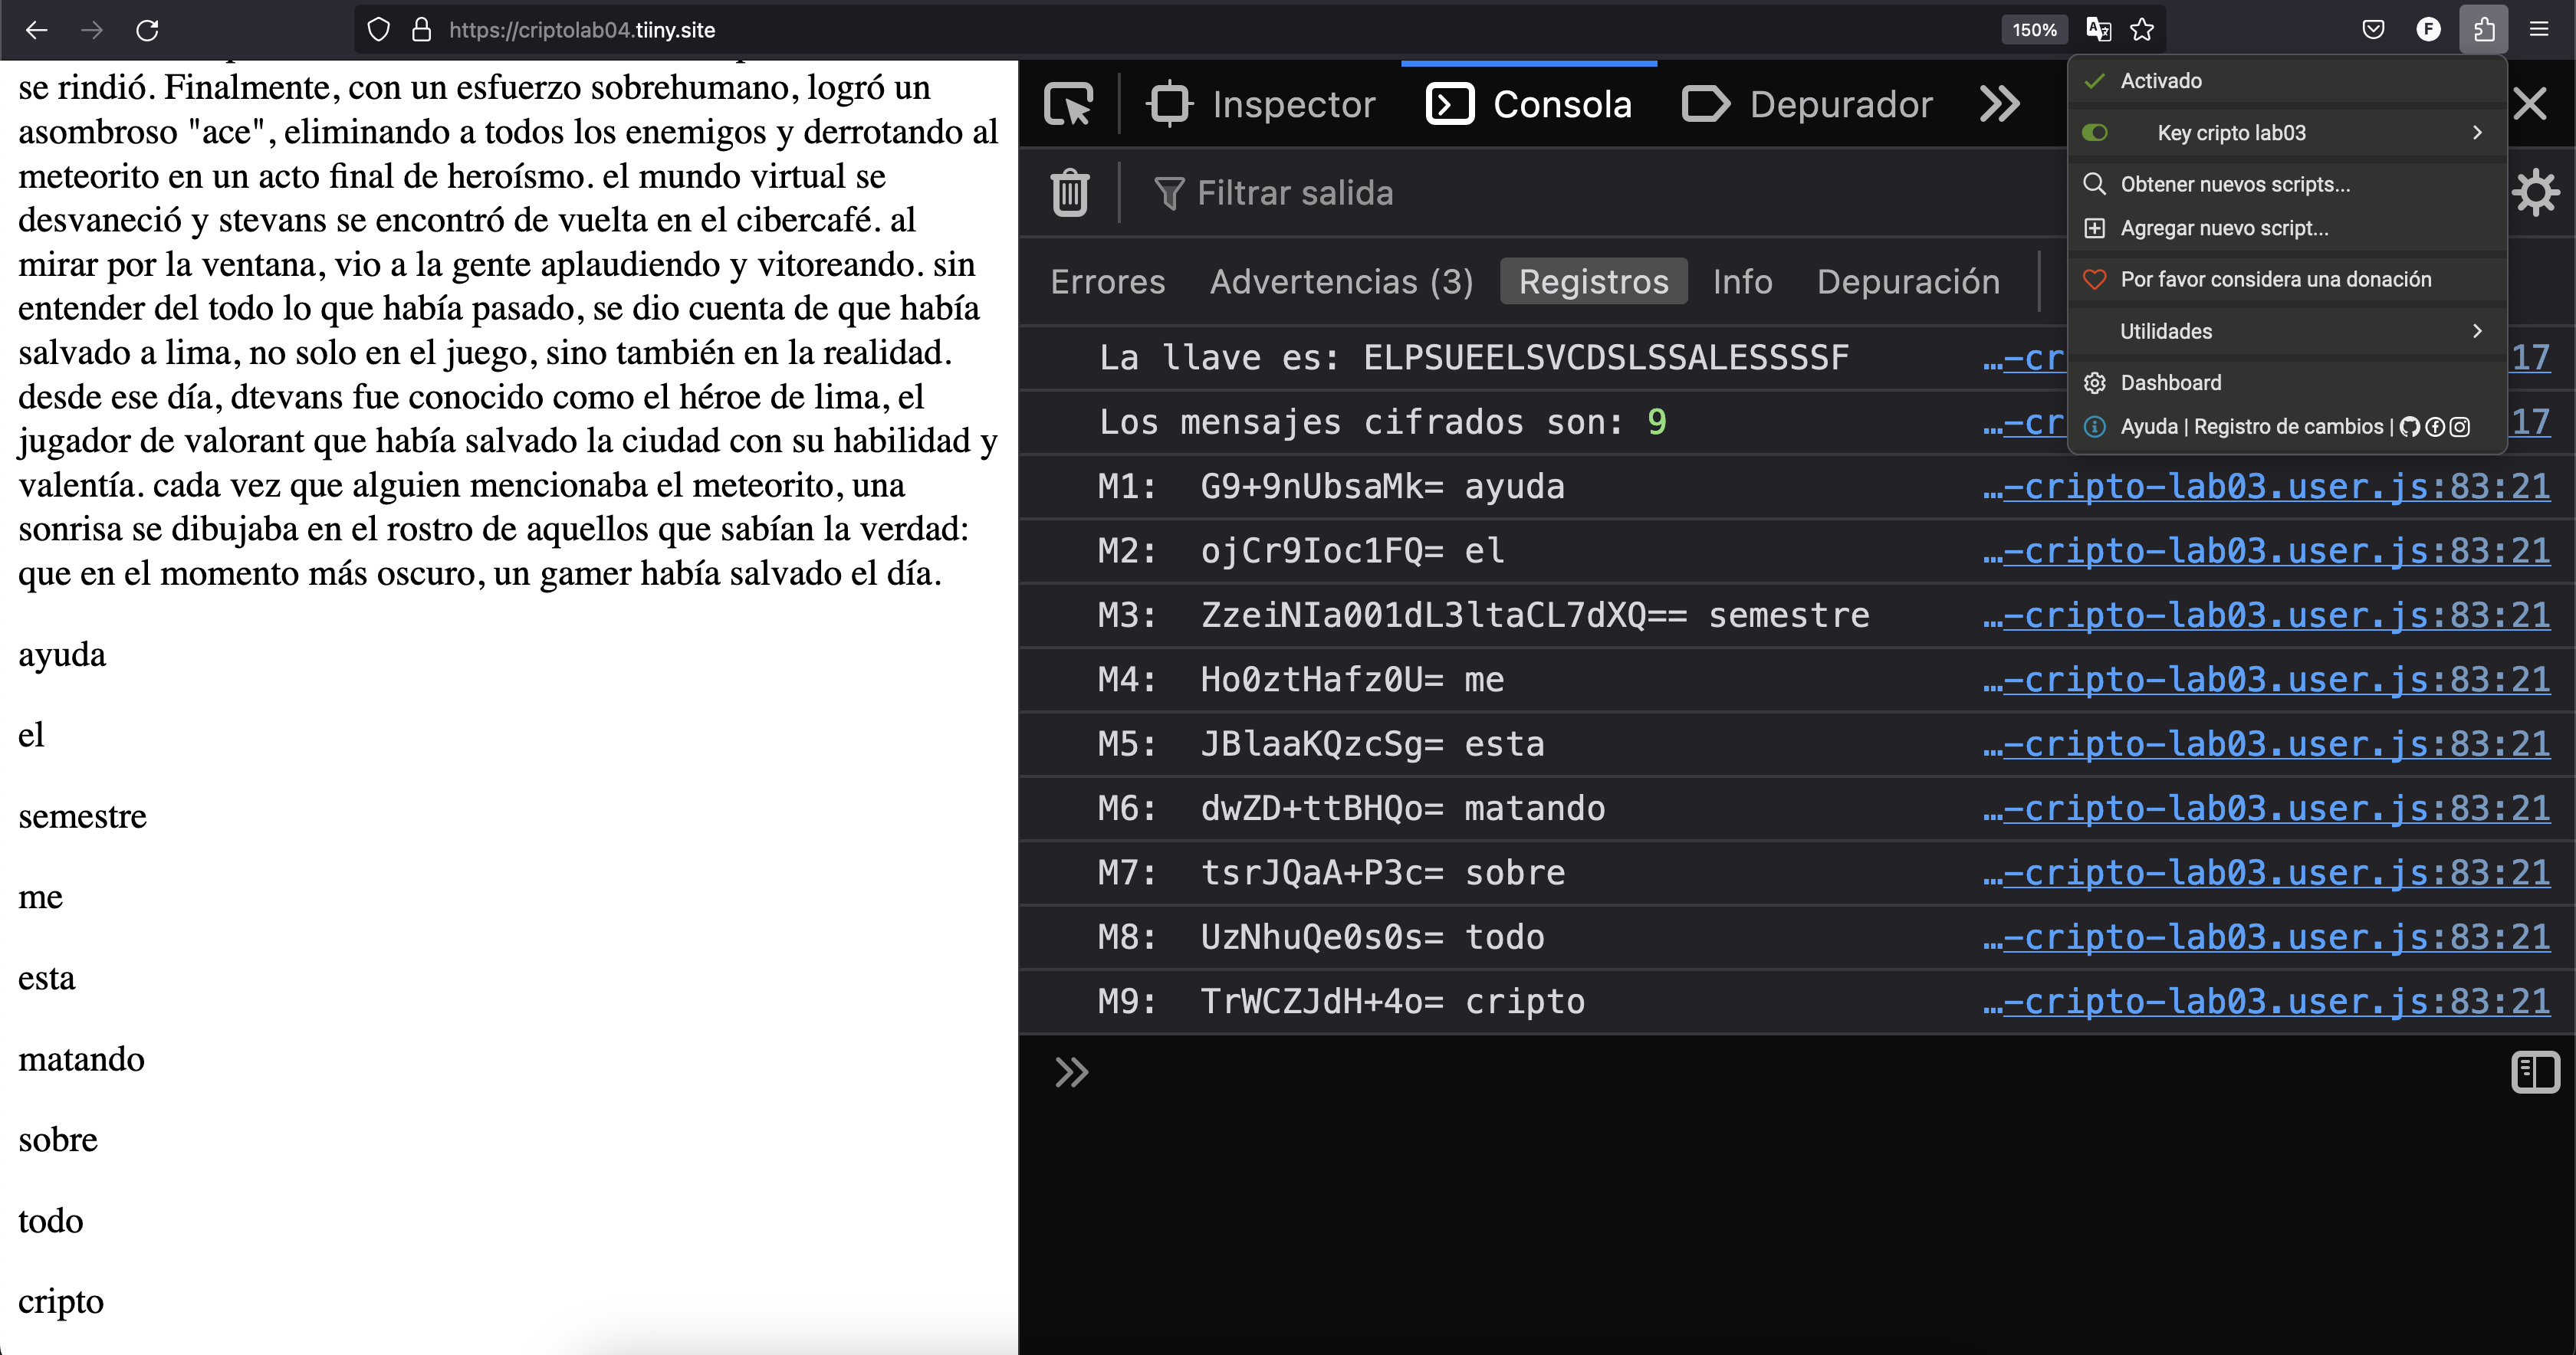 https://criptolab04.tiiny.site
150%
F
se rindió. Finalmente, con un esfuerzo sobrehumano, logró un
asombroso "ace", eliminando a todos los enemigos y derrotando al
meteorito en un acto final de heroísmo. el mundo virtual se
desvaneció y stevans se encontró de vuelta en el cibercafé. al
mirar por la ventana, vio a la gente aplaudiendo y vitoreando. sin
entender del todo lo que había pasado, se dio cuenta de que había
salvado a lima, no solo en el juego, sino también en la realidad.
desde ese día, dtevans fue conocido como el héroe de lima, el
jugador de valorant que había salvado la ciudad con su habilidad y
valentía. cada vez que alguien mencionaba el meteorito, una
sonrisa se dibujaba en el rostro de aquellos que sabían la verdad:
que en el momento más oscuro, un gamer había salvado el día.
ayuda
el
semestre
me
esta
matando
sobre
todo
cripto
Inspector Consola Depurador
Filtrar salida
Errores Advertencias (3) Registros Info Depuración
La llave es: ELPSUEELSVCDSLSSALESSSSF …-cr 17
Los mensajes cifrados son: 9 …-cr 17
M1: G9+9nUbsaMk= ayuda …-cripto-lab03.user.js:83:21
M2: ojCr9Ioc1FQ= el …-cripto-lab03.user.js:83:21
M3: ZzeiNIa001dL3ltaCL7dXQ== semestre …-cripto-lab03.user.js:83:21
M4: Ho0ztHafz0U= me …-cripto-lab03.user.js:83:21
M5: JBlaaKQzcSg= esta …-cripto-lab03.user.js:83:21
M6: dwZD+ttBHQo= matando …-cripto-lab03.user.js:83:21
M7: tsrJQaA+P3c= sobre …-cripto-lab03.user.js:83:21
M8: UzNhuQe0s0s= todo …-cripto-lab03.user.js:83:21
M9: TrWCZJdH+4o= cripto …-cripto-lab03.user.js:83:21
Activado
Key cripto lab03
Obtener nuevos scripts...
Agregar nuevo script...
Por favor considera una donación
Utilidades
Dashboard
Ayuda | Registro de cambios |